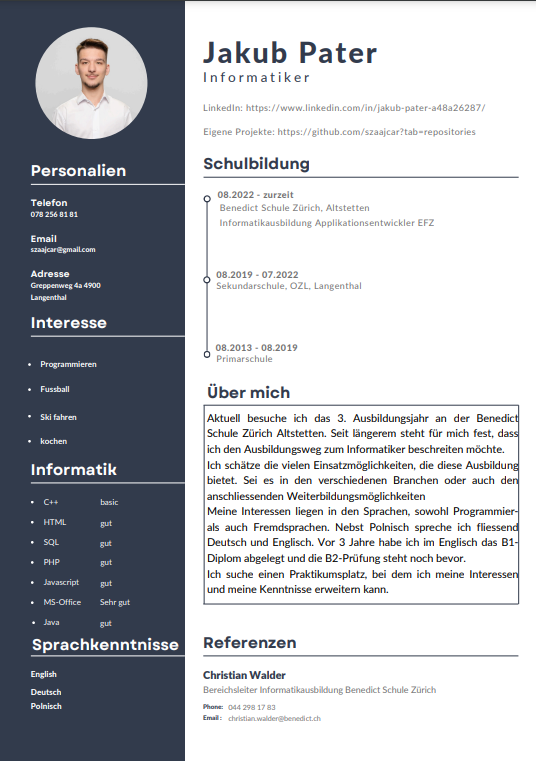 Jakub Pater
Informatiker
LinkedIn: https://www.linkedin.com/in/jakub-pater-a48a26287/
Eigene Projekte: https://github.com/szaajcar?tab=repositories
Personalien
Telefon
078 256 81 81
Email
szaajcar@gmail.com
Adresse
Greppenweg 4a 4900
Langenthal
Interesse
• Programmieren
• Fussball
• Ski fahren
• kochen
Informatik
• C++ basic
• HTML gut
• SQL gut
• PHP gut
• Javascript gut
• MS-Office Sehr gut
• Java gut
Sprachkenntnisse
English
Deutsch
Polnisch
Schulbildung
08.2022 - zurzeit
Benedict Schule Zürich, Altstetten
Informatikausbildung Applikationsentwickler EFZ
08.2019 - 07.2022
Sekundarschule, OZL, Langenthal
08.2013 - 08.2019
Primarschule
Über mich
Aktuell besuche ich das 3. Ausbildungsjahr an der Benedict
Schule Zürich Altstetten. Seit längerem steht für mich fest, dass
ich den Ausbildungsweg zum Informatiker beschreiten möchte.
Ich schätze die vielen Einsatzmöglichkeiten, die diese Ausbildung
bietet. Sei es in den verschiedenen Branchen oder auch den
anschliessenden Weiterbildungsmöglichkeiten
Meine Interessen liegen in den Sprachen, sowohl Programmier-
als auch Fremdsprachen. Nebst Polnisch spreche ich fliessend
Deutsch und Englisch. Vor 3 Jahre habe ich im Englisch das B1-
Diplom abgelegt und die B2-Prüfung steht noch bevor.
Ich suche einen Praktikumsplatz, bei dem ich meine Interessen
und meine Kenntnisse erweitern kann.
Referenzen
Christian Walder
Bereichsleiter Informatikausbildung Benedict Schule Zürich
Phone: 044 298 17 83
Email : christian.walder@benedict.ch